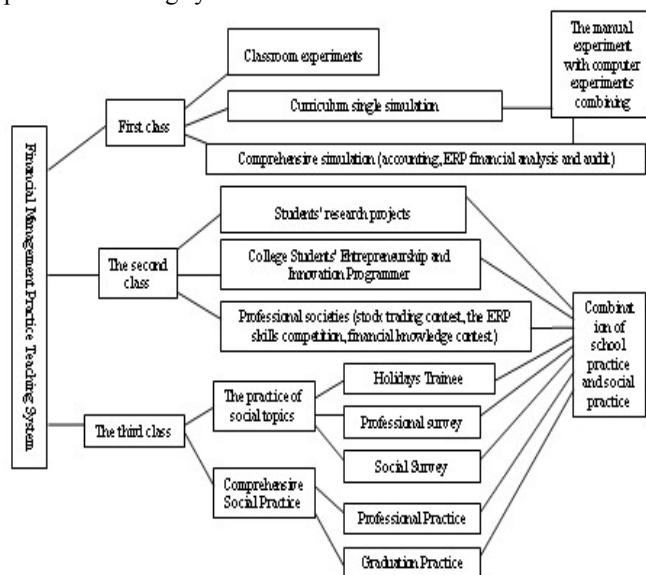 Classroom experiments
The manual
experiment
with computer
experiments
combining
Curriculum single simulation
First class
Comprehensive simulation (accounting, ERP financial analysis and audit.)
Financial Management Practice Teaching System
Students' research projects
The second
class
College Students' Entrepreneurship and
Innovation Programmer
Professional societies (stock trading contest, the ERP
skills competition, financial knowledge contest.)
Combinat
ion of
school
practice
and social
practice
Holidays Trainee
The practice of
social topics
Professional survey
The third class
Social Survey
Comprehensive
Social Practice
Professional Practice
Graduation Practice